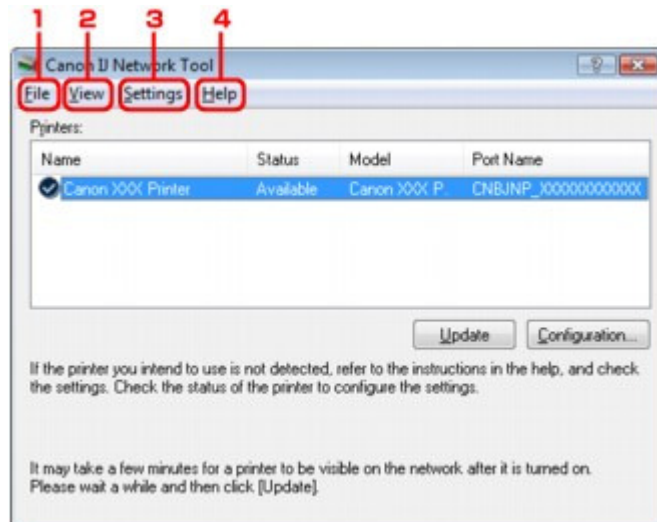 1 2 3 4
Canon IJ Network Tool
File View Settings Help
Printers:
Name Status Model Port Name
Canon XXX Printer Available Canon XXX P.. CNBJNP_XXXXXXXXXXXX
Update Configuration...
If the printer you intend to use is not detected, refer to the instructions in the help, and check
the settings. Check the status of the printer to configure the settings.
It may take a few minutes for a printer to be visible on the network after it is turned on.
Please wait a while and then click [Update].